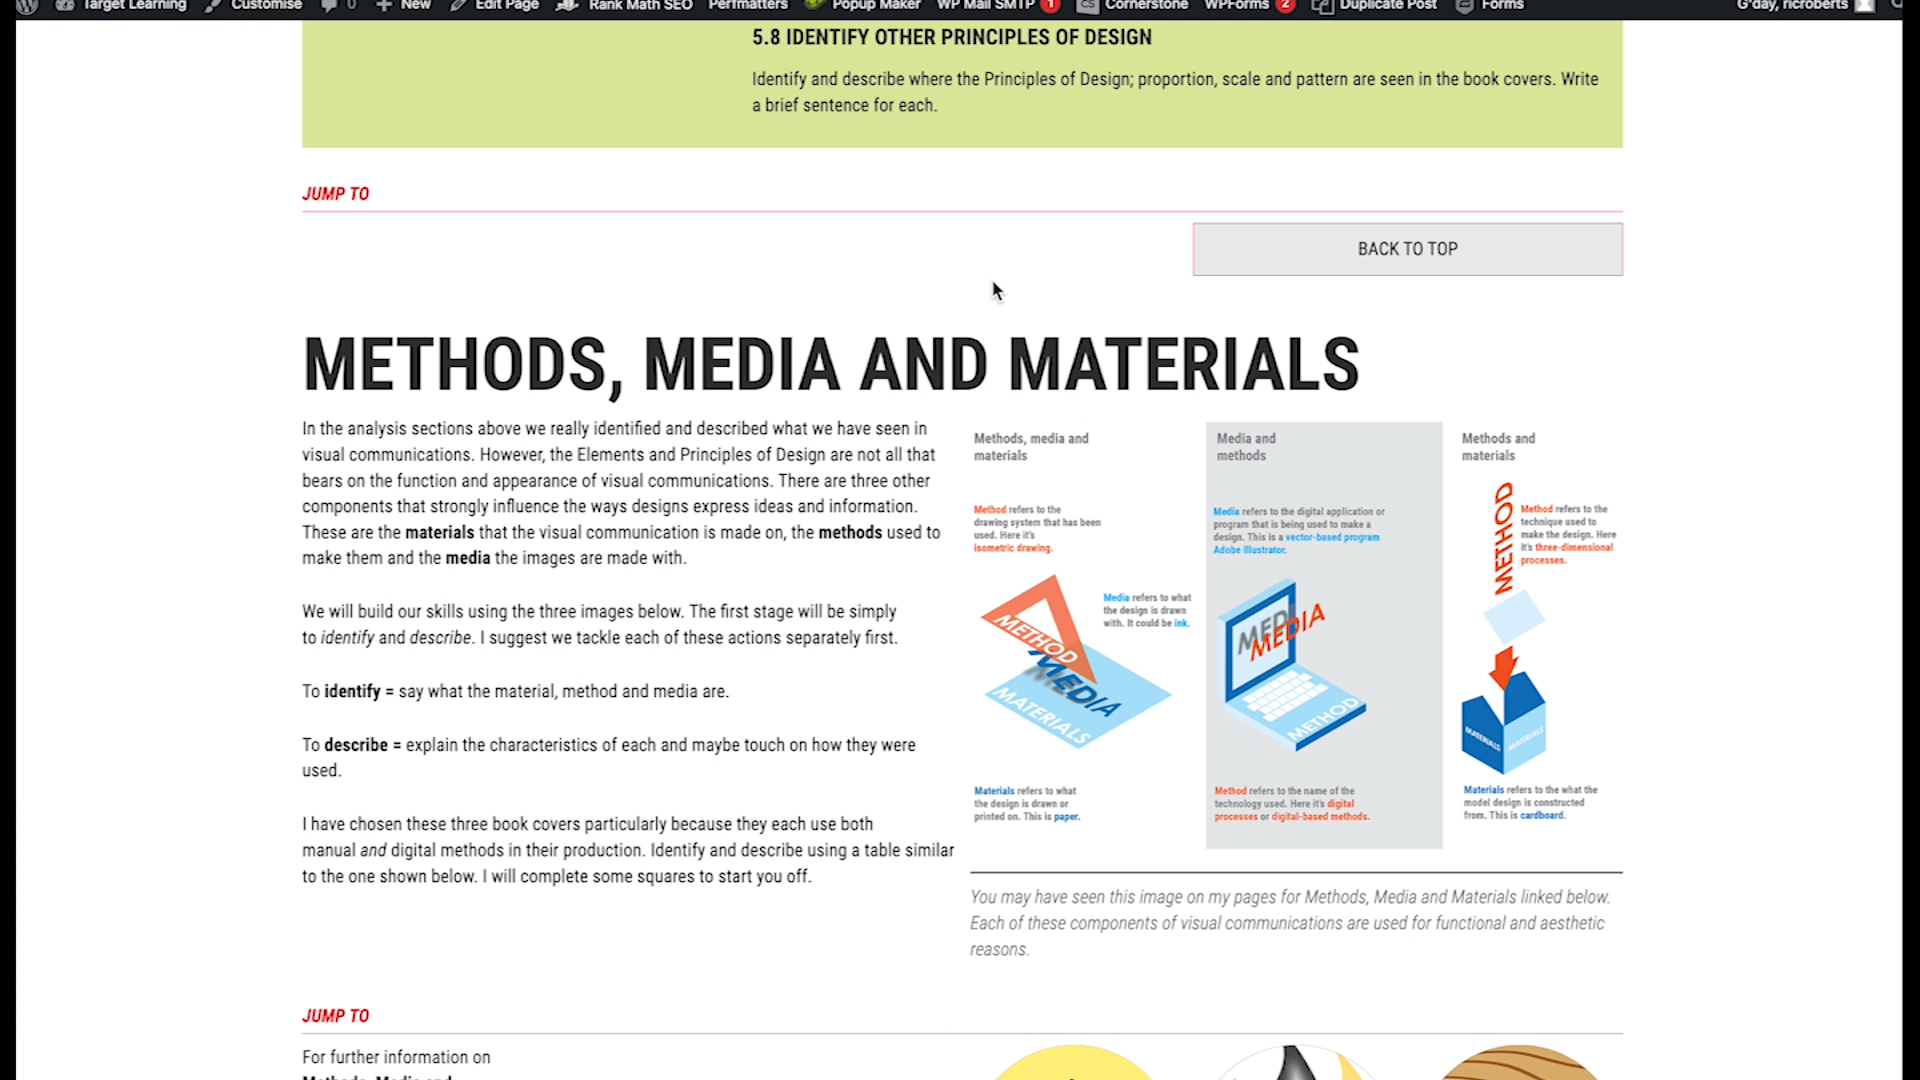 Target Learning Customise 0 New Edit Page Rank Math SEO Perfmatters Popup Maker WP Mail SMTP 1 Cornerstone WPForms 2 Duplicate Post Forms G'day, ricroberts
5.8 IDENTIFY OTHER PRINCIPLES OF DESIGN
Identify and describe where the Principles of Design; proportion, scale and pattern are seen in the book covers. Write
a brief sentence for each.
JUMP TO
BACK TO TOP
METHODS, MEDIA AND MATERIALS
In the analysis sections above we really identified and described what we have seen in
visual communications. However, the Elements and Principles of Design are not all that
bears on the function and appearance of visual communications. There are three other
components that strongly influence the ways designs express ideas and information.
These are the materials that the visual communication is made on, the methods used to
make them and the media the images are made with.
We will build our skills using the three images below. The first stage will be simply
to identify and describe. I suggest we tackle each of these actions separately first.
To identify = say what the material, method and media are.
To describe = explain the characteristics of each and maybe touch on how they were
used.
I have chosen these three book covers particularly because they each use both
manual and digital methods in their production. Identify and describe using a table similar
to the one shown below. I will complete some squares to start you off.
Methods, media and
materials
Method refers to the
drawing system that has been
used. Here it's
isometric drawing.
Media refers to what
the design is drawn
with. It could be ink.
METHOD
MEDIA
MATERIALS
Materials refers to what
the design is drawn or
printed on. This is paper.
Media and
methods
Media refers to the digital application or
program that is being used to make a
design. This is a vector-based program
Adobe Illustrator.
MED
MEDIA
METHOD
Method refers to the name of the
technology used. Here it's digital
processes or digital-based methods.
Methods and
materials
METHOD
Method refers to the
technique used to
make the design. Here
it's three-dimensional
processes.
MATERIALS
MATERIALS
Materials refers to the what the
model design is constructed
from. This is cardboard.
You may have seen this image on my pages for Methods, Media and Materials linked below.
Each of these components of visual communications are used for functional and aesthetic
reasons.
JUMP TO
For further information on
Methods, Media and